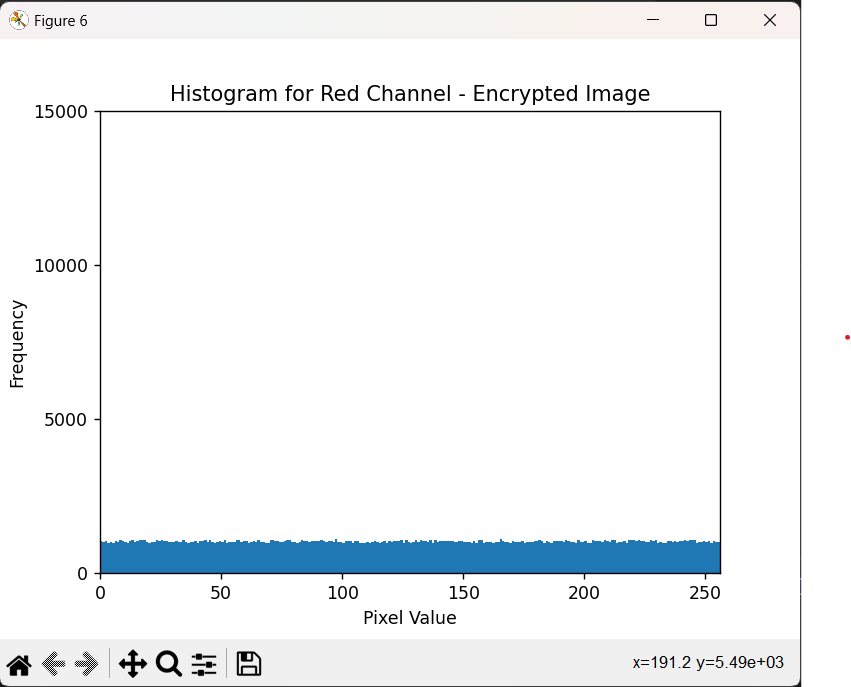 Figure 6
Histogram for Red Channel - Encrypted Image
15000
10000
5000
0
Frequency
0 50 100 150 200 250
Pixel Value
x=191.2 y=5.49e+03